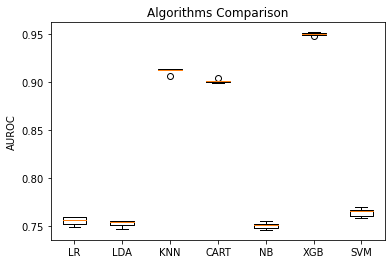 Algorithms Comparison
AUROC
0.95
0.90
0.85
0.80
0.75
LR LDA KNN CART NB XGB SVM